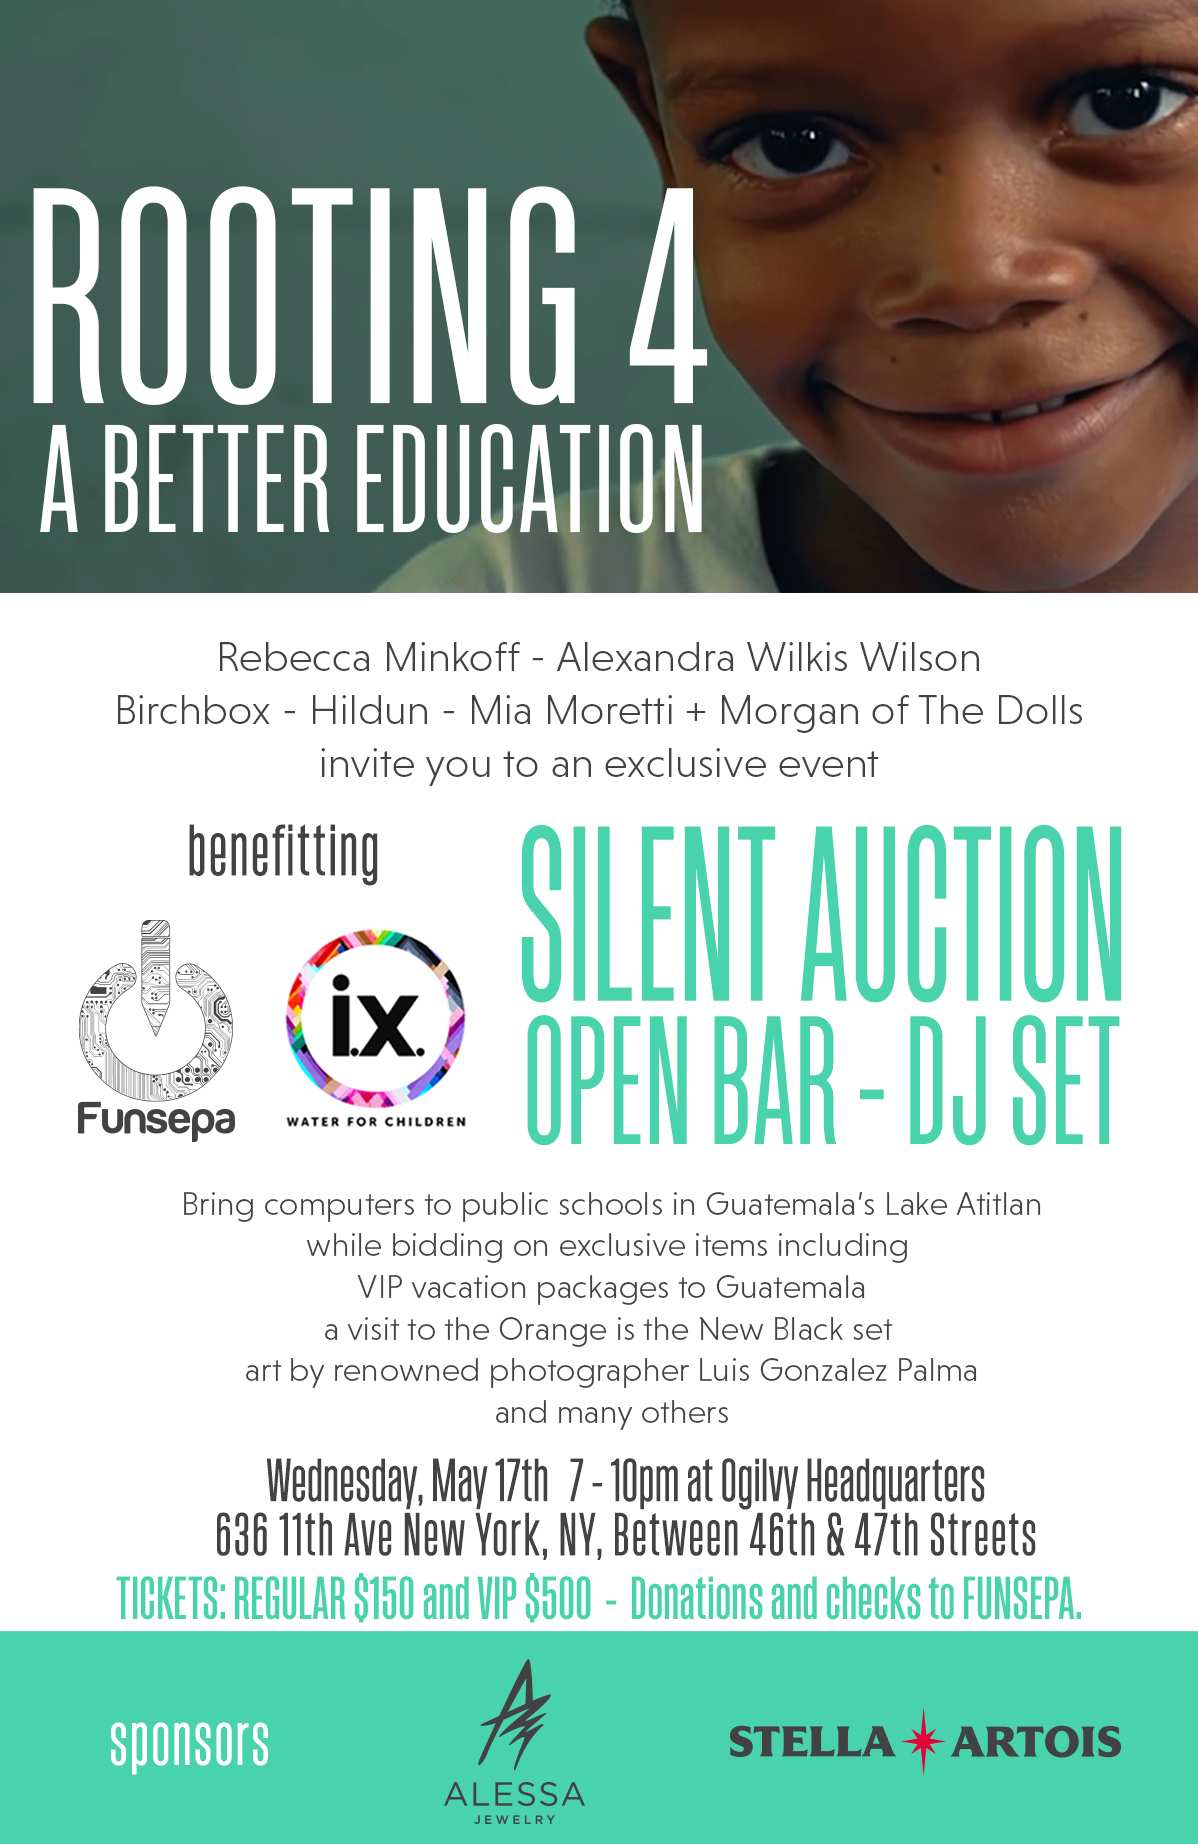 ROOTING 4
A BETTER EDUCATION
Rebecca Minkoff - Alexandra Wilkis Wilson
Birchbox - Hildun - Mia Moretti + Morgan of The Dolls
invite you to an exclusive event
benefitting
Funsepa
i.x.
WATER FOR CHILDREN
SILENT AUCTION
OPEN BAR - DJ SET
Bring computers to public schools in Guatemala's Lake Atitlan
while bidding on exclusive items including
VIP vacation packages to Guatemala
a visit to the Orange is the New Black set
art by renowned photographer Luis Gonzalez Palma
and many others
Wednesday, May 17th 7 - 10pm at Ogilvy Headquarters
636 11th Ave New York, NY, Between 46th & 47th Streets
TICKETS: REGULAR $150 and VIP $500 - Donations and checks to FUNSEPA.
sponsors
ALESSA
JEWELRY
STELLA ARTOIS